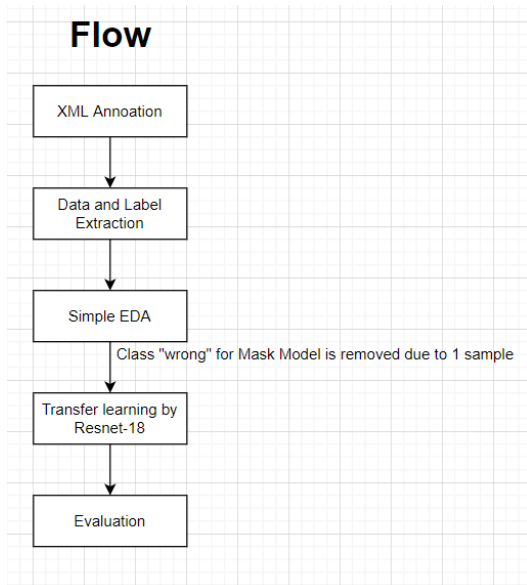 Flow
XML Annoation
Data and Label
Extraction
Simple EDA
Class "wrong" for Mask Model is removed due to 1 sample
Transfer learning by
Resnet-18
Evaluation